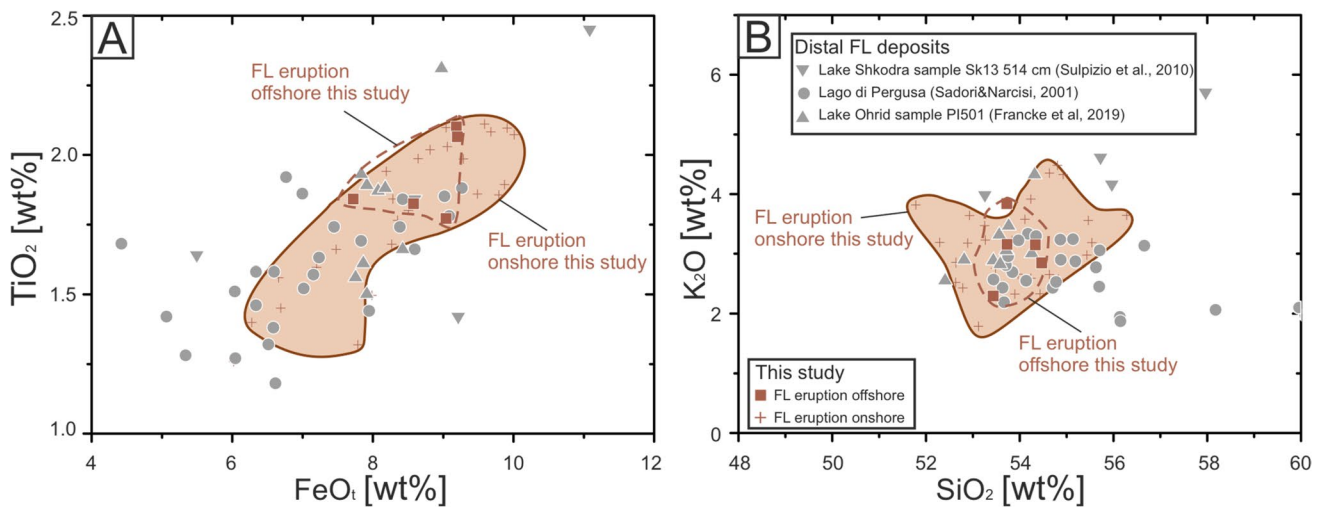 A
2.5
2.0
1.5
1.0
TiO2 [wt%]
FL eruption
offshore this study
FL eruption
onshore this study
4
6
8
10
12
FeOt [wt%]
B
Distal FL deposits
Lake Shkodra sample Sk13 514 cm (Sulpizio et al., 2010)
Lago di Pergusa (Sadori&Narcisi, 2001)
Lake Ohrid sample PI501 (Francke et al, 2019)
6
4
2
0
K2O [wt%]
FL eruption
onshore this study
FL eruption
offshore this study
This study
FL eruption offshore
FL eruption onshore
48
50
52
54
56
58
60
SiO2 [wt%]